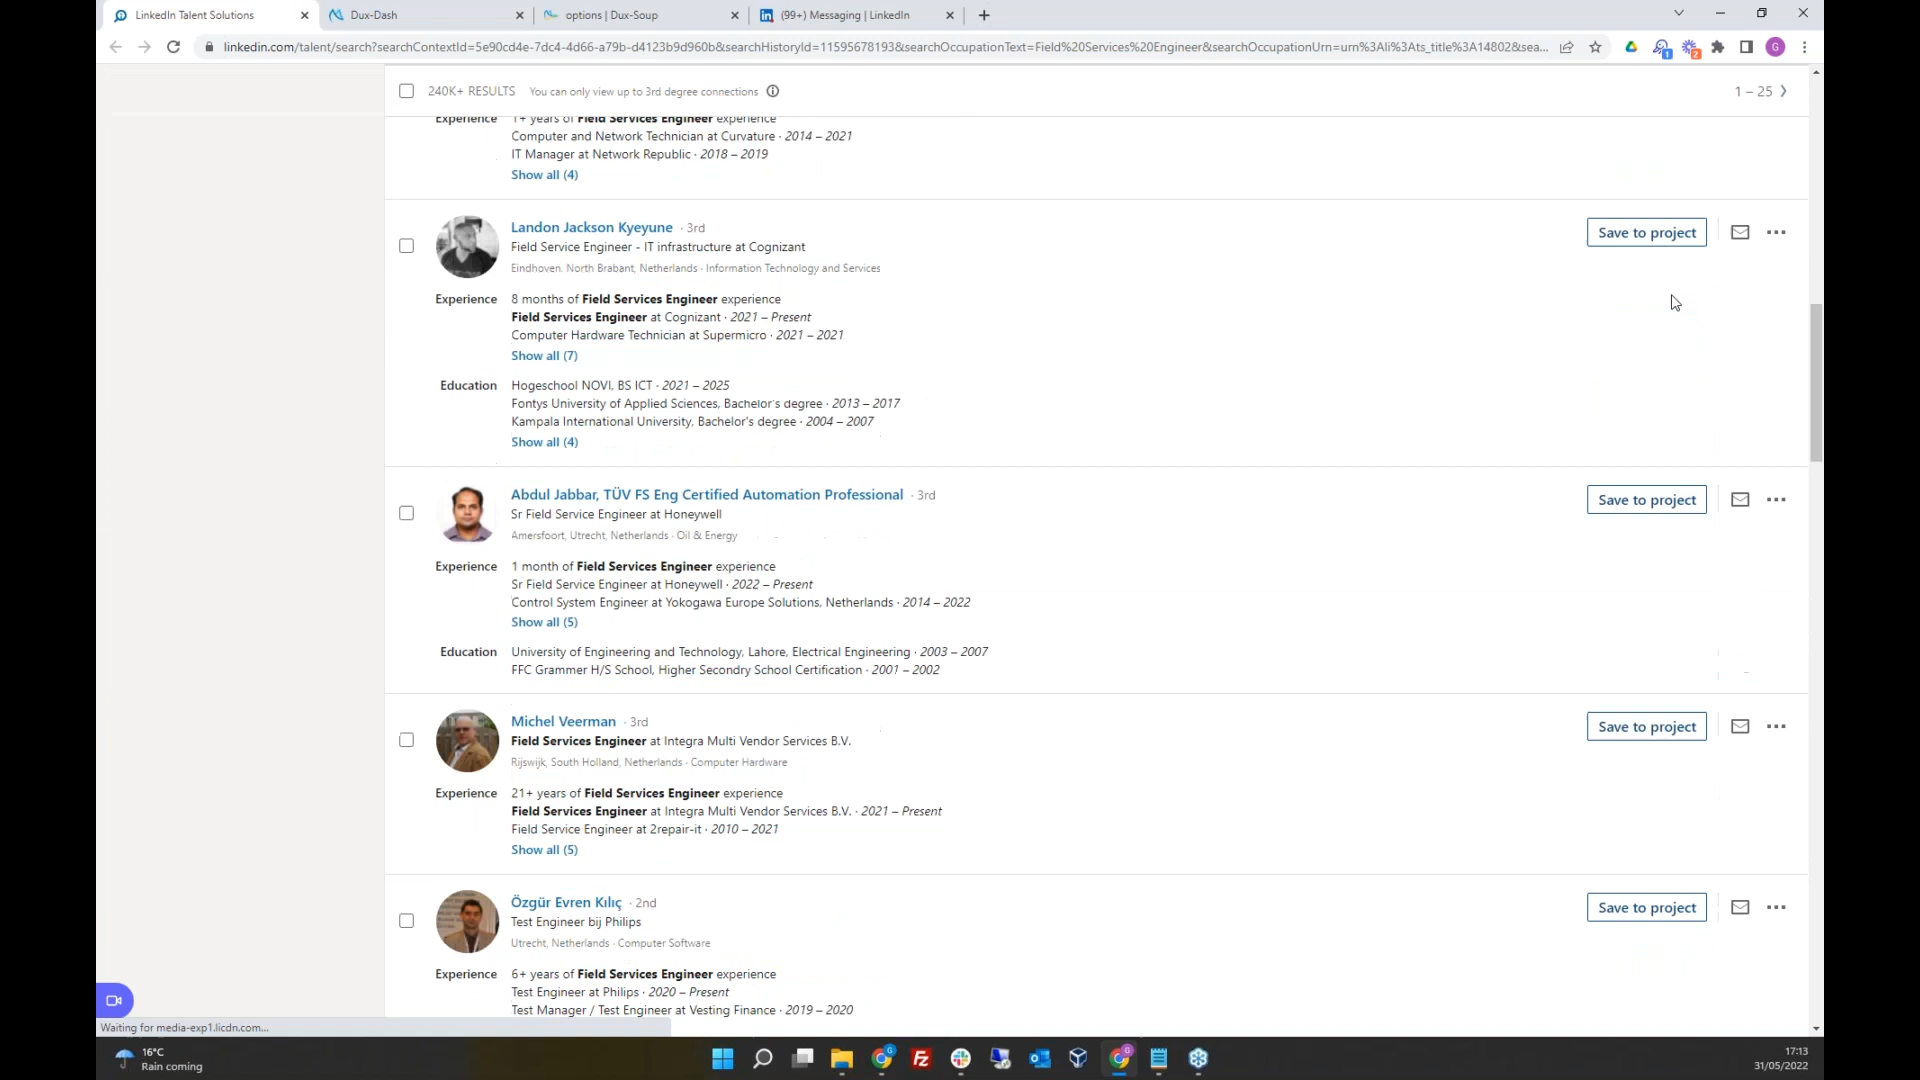 LinkedIn Talent Solutions
Dux-Dash
options | Dux-Soup
(99+) Messaging | LinkedIn
linkedin.com/talent/search?searchContextId=5e90cd4e-7dc4-4d66-a79b-d4123b9d960b&searchHistoryId=11595678193&searchOccupationText=Field%20Services%20Engineer&searchOccupationUrn=urn%3Ali%3Ats_title%3A14802&sea...
1
2
G
240K+ RESULTS You can only view up to 3rd degree connections
1 – 25
Experience 1+ years of Field Services Engineer experience
Computer and Network Technician at Curvature · 2014 – 2021
IT Manager at Network Republic · 2018 – 2019
Show all (4)
Landon Jackson Kyeyune · 3rd
Save to project
Field Service Engineer - IT infrastructure at Cognizant
Eindhoven, North Brabant, Netherlands · Information Technology and Services
Experience 8 months of Field Services Engineer experience
Field Services Engineer at Cognizant · 2021 – Present
Computer Hardware Technician at Supermicro · 2021 – 2021
Show all (7)
Education Hogeschool NOVI, BS ICT · 2021 – 2025
Fontys University of Applied Sciences, Bachelor's degree · 2013 – 2017
Kampala International University, Bachelor's degree · 2004 – 2007
Show all (4)
Abdul Jabbar, TÜV FS Eng Certified Automation Professional · 3rd
Save to project
Sr Field Service Engineer at Honeywell
Amersfoort, Utrecht, Netherlands · Oil & Energy
Experience 1 month of Field Services Engineer experience
Sr Field Service Engineer at Honeywell · 2022 – Present
Control System Engineer at Yokogawa Europe Solutions, Netherlands · 2014 – 2022
Show all (5)
Education University of Engineering and Technology, Lahore, Electrical Engineering · 2003 – 2007
FFC Grammer H/S School, Higher Secondry School Certification · 2001 – 2002
Michel Veerman · 3rd
Save to project
Field Services Engineer at Integra Multi Vendor Services B.V.
Rijswijk, South Holland, Netherlands · Computer Hardware
Experience 21+ years of Field Services Engineer experience
Field Services Engineer at Integra Multi Vendor Services B.V. · 2021 – Present
Field Service Engineer at 2repair-it · 2010 – 2021
Show all (5)
Özgür Evren Kılıç · 2nd
Save to project
Test Engineer bij Philips
Utrecht, Netherlands · Computer Software
Experience 6+ years of Field Services Engineer experience
Test Engineer at Philips · 2020 – Present
Test Manager / Test Engineer at Vesting Finance · 2019 – 2020
Waiting for media-exp1.licdn.com...
16°C
Rain coming
17:13
31/05/2022